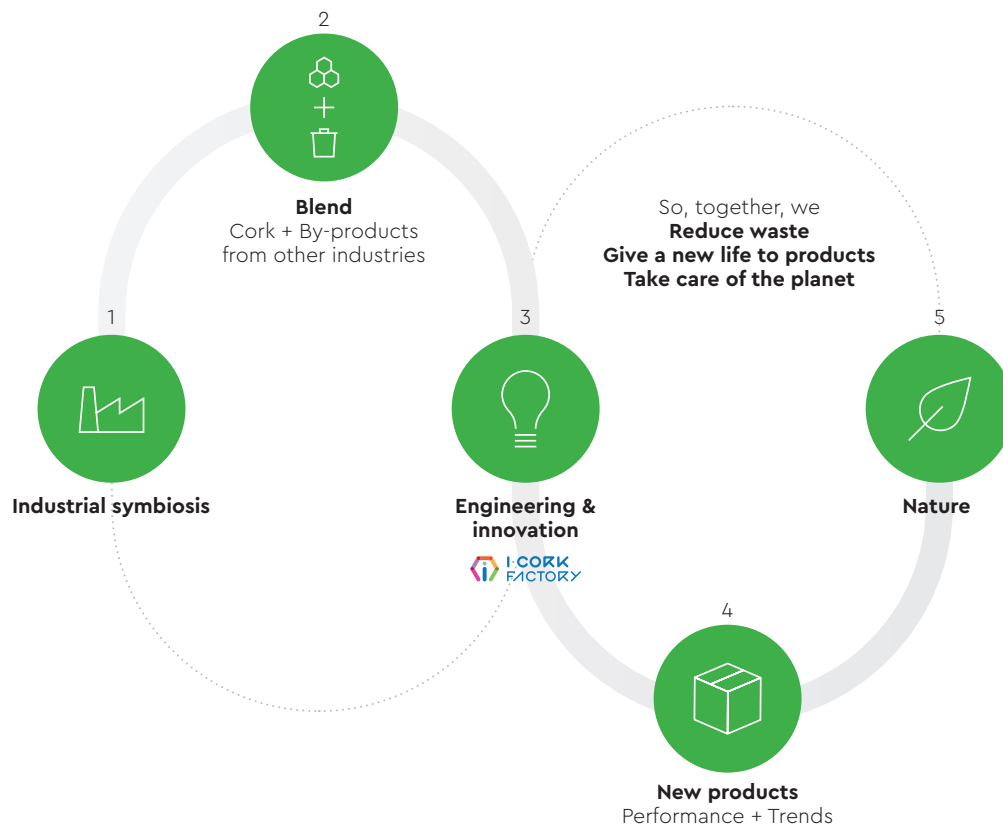 1
Industrial symbiosis
2
Blend
Cork + By-products
from other industries
3
Engineering &
innovation
I·CORK
FACTORY
4
New products
Performance + Trends
5
Nature
So, together, we
Reduce waste
Give a new life to products
Take care of the planet